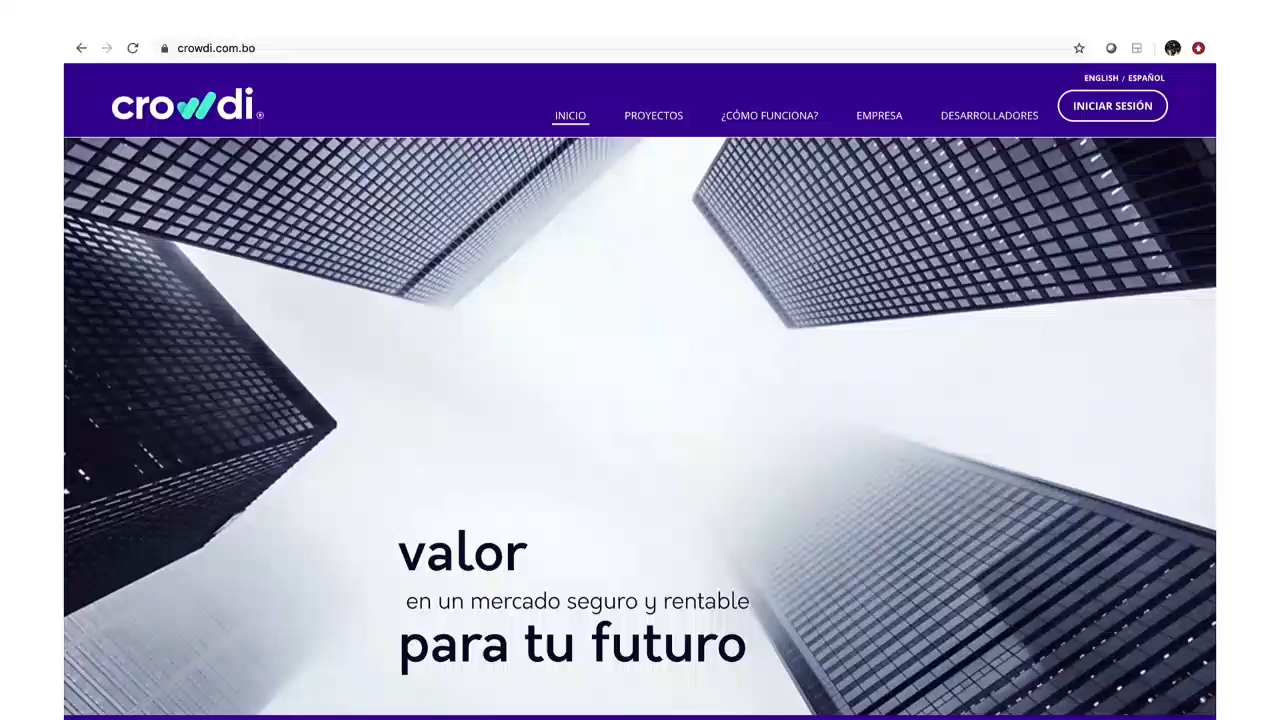 crowdi.com.bo
ENGLISH / ESPAÑOL
crowdi®
INICIO
PROYECTOS
¿CÓMO FUNCIONA?
EMPRESA
DESARROLLADORES
INICIAR SESIÓN
valor
en un mercado seguro y rentable
para tu futuro